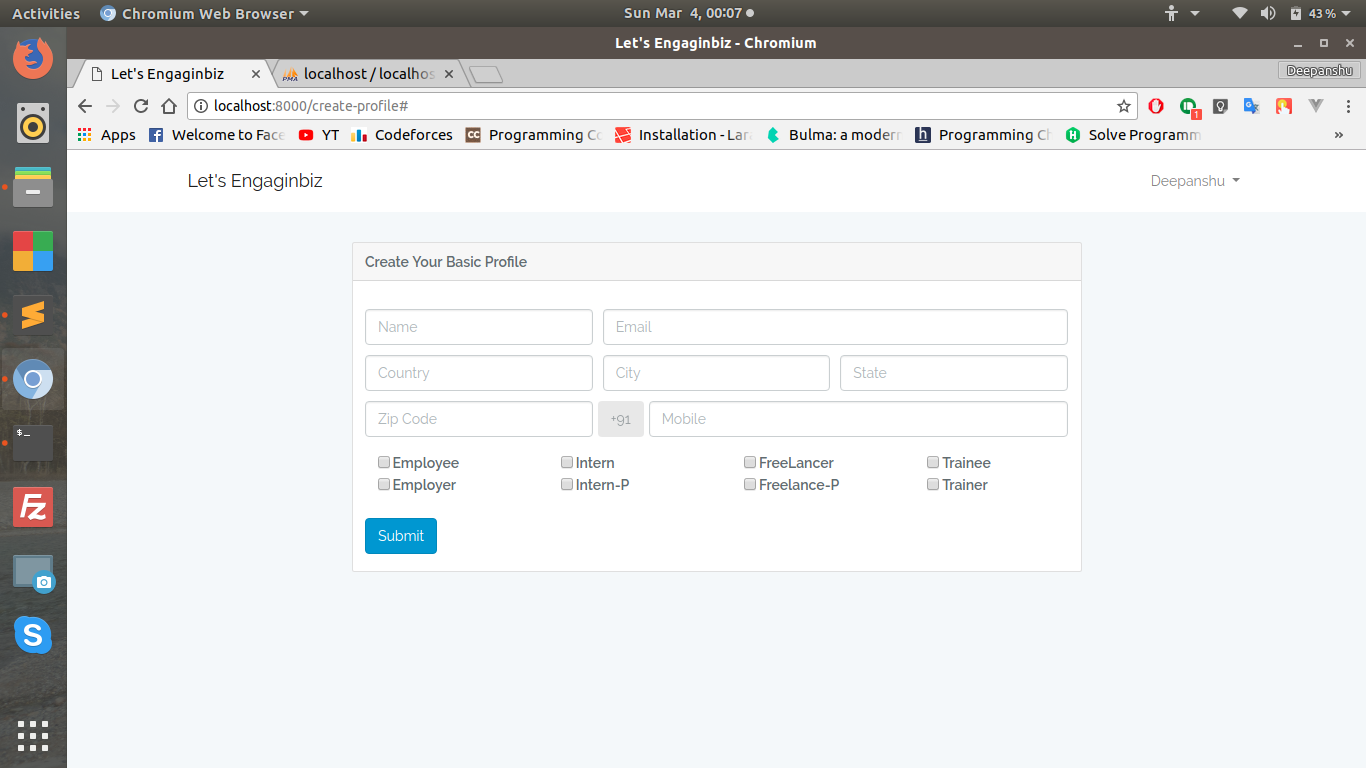 Activities Chromium Web Browser Sun Mar 4, 00:07 43 %
Let's Engaginbiz - Chromium
Let's Engaginbiz localhost / localhos Deepanshu
localhost:8000/create-profile# 1
Apps Welcome to Face YT Codeforces CC Programming Co Installation - Lar Bulma: a modern h Programming Ch Solve Programm »
Let's Engaginbiz Deepanshu
Create Your Basic Profile
Name Email
Country City State
Zip Code +91 Mobile
Employee Intern FreeLancer Trainee
Employer Intern-P Freelance-P Trainer
Submit